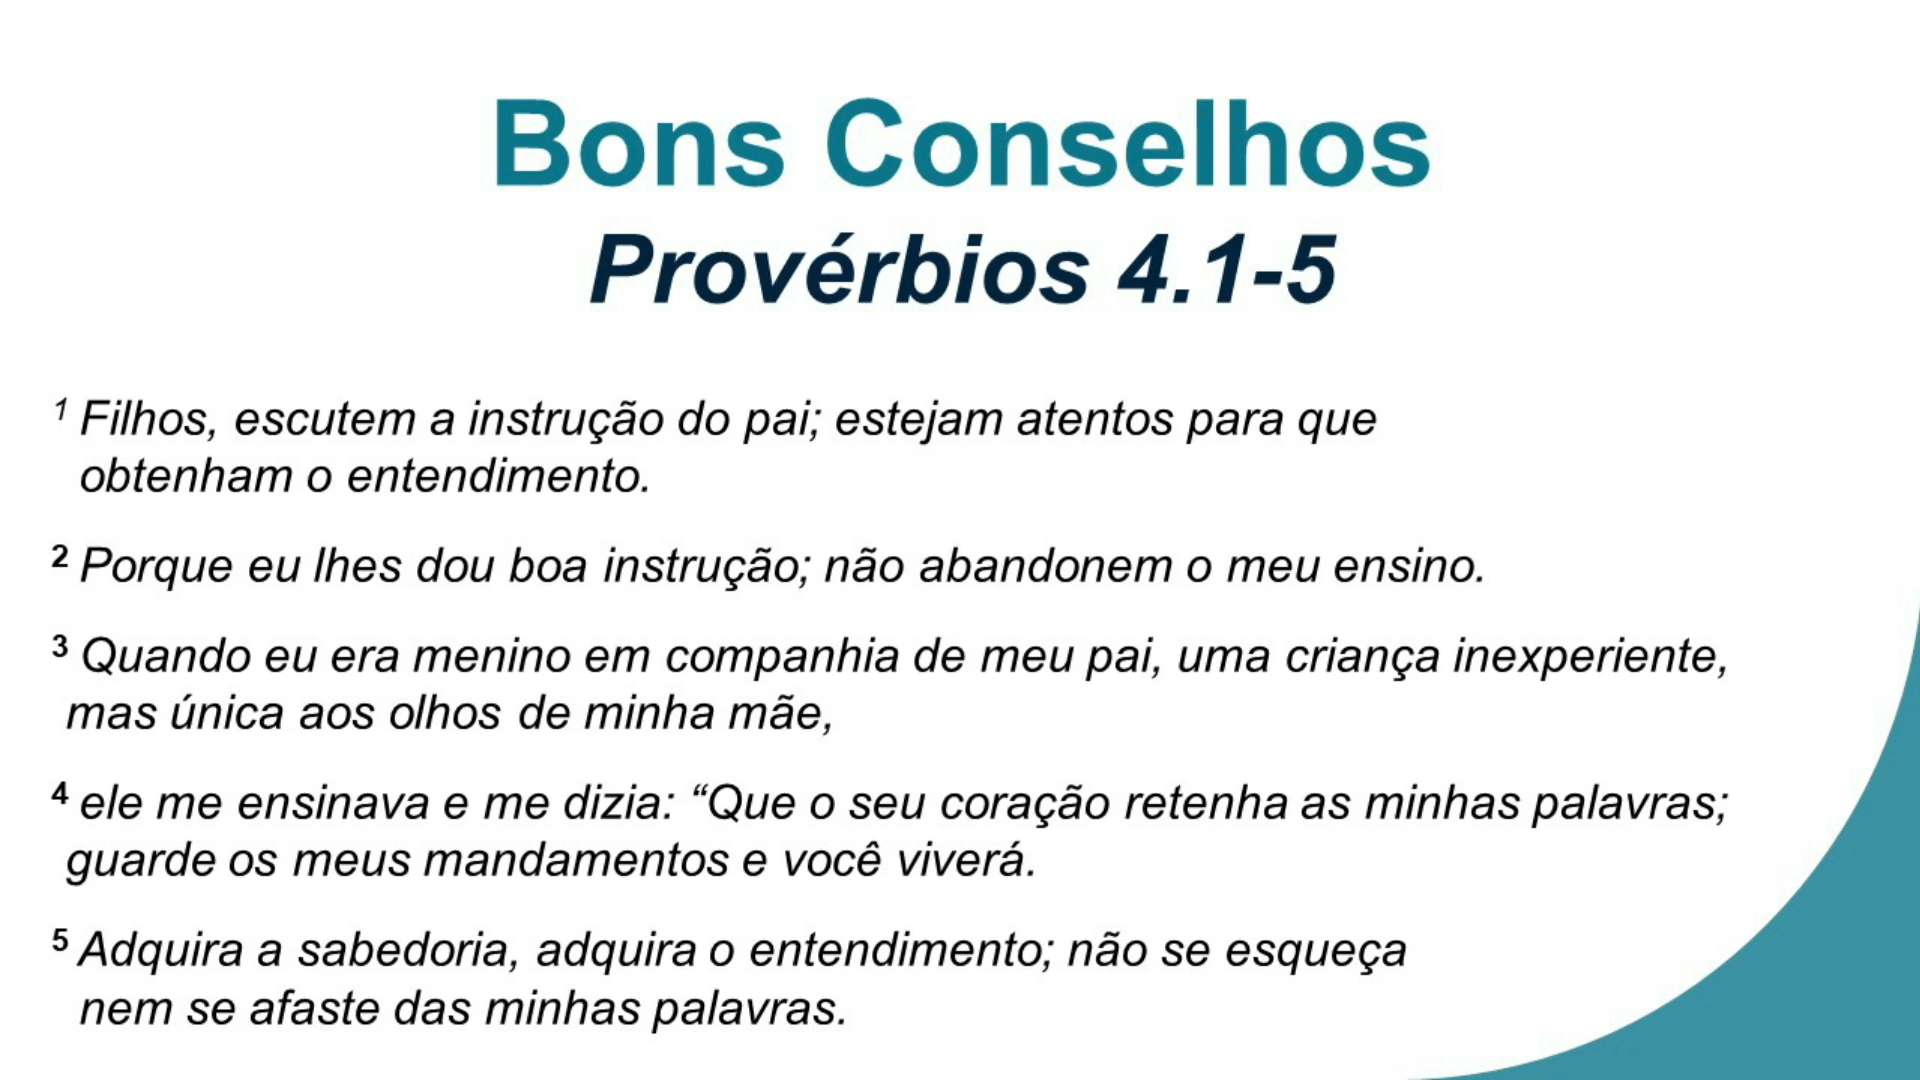 Bons Conselhos
Provérbios 4.1-5
1 Filhos, escutem a instrução do pai; estejam atentos para que
obtenham o entendimento.
2 Porque eu lhes dou boa instrução; não abandonem o meu ensino.
3 Quando eu era menino em companhia de meu pai, uma criança inexperiente,
mas única aos olhos de minha mãe,
4 ele me ensinava e me dizia: “Que o seu coração retenha as minhas palavras;
guarde os meus mandamentos e você viverá.
5 Adquira a sabedoria, adquira o entendimento; não se esqueça
nem se afaste das minhas palavras.